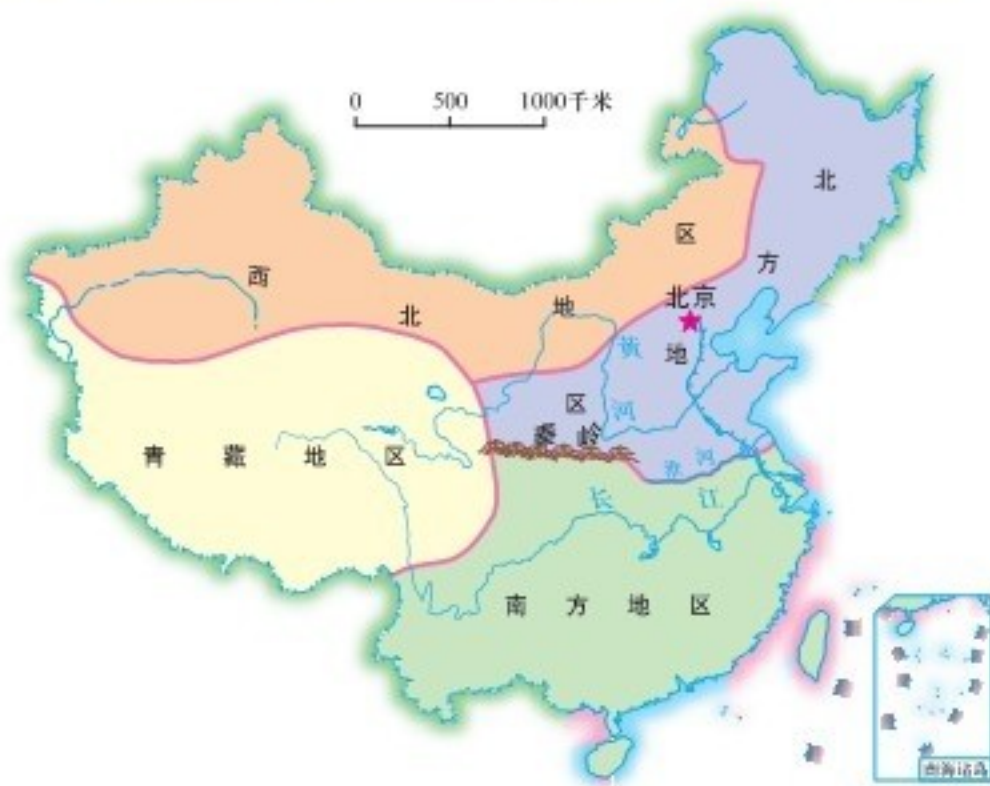 0 500 1000千米
北方地区
西北地区
北京
黄河
秦岭
淮河
青藏地区
长江
南方地区
南海诸岛